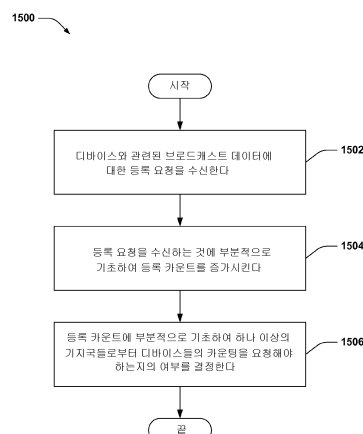 1500
시작
디바이스와 관련된 브로드캐스트 데이터에
대한 등록 요청을 수신한다
1502
등록 요청을 수신하는 것에 부분적으로
기초하여 등록 카운트를 증가시킨다
1504
등록 카운트에 부분적으로 기초하여 하나 이상의
기지국들로부터 디바이스들의 카운팅을 요청해야
하는지의 여부를 결정한다
1506
끝